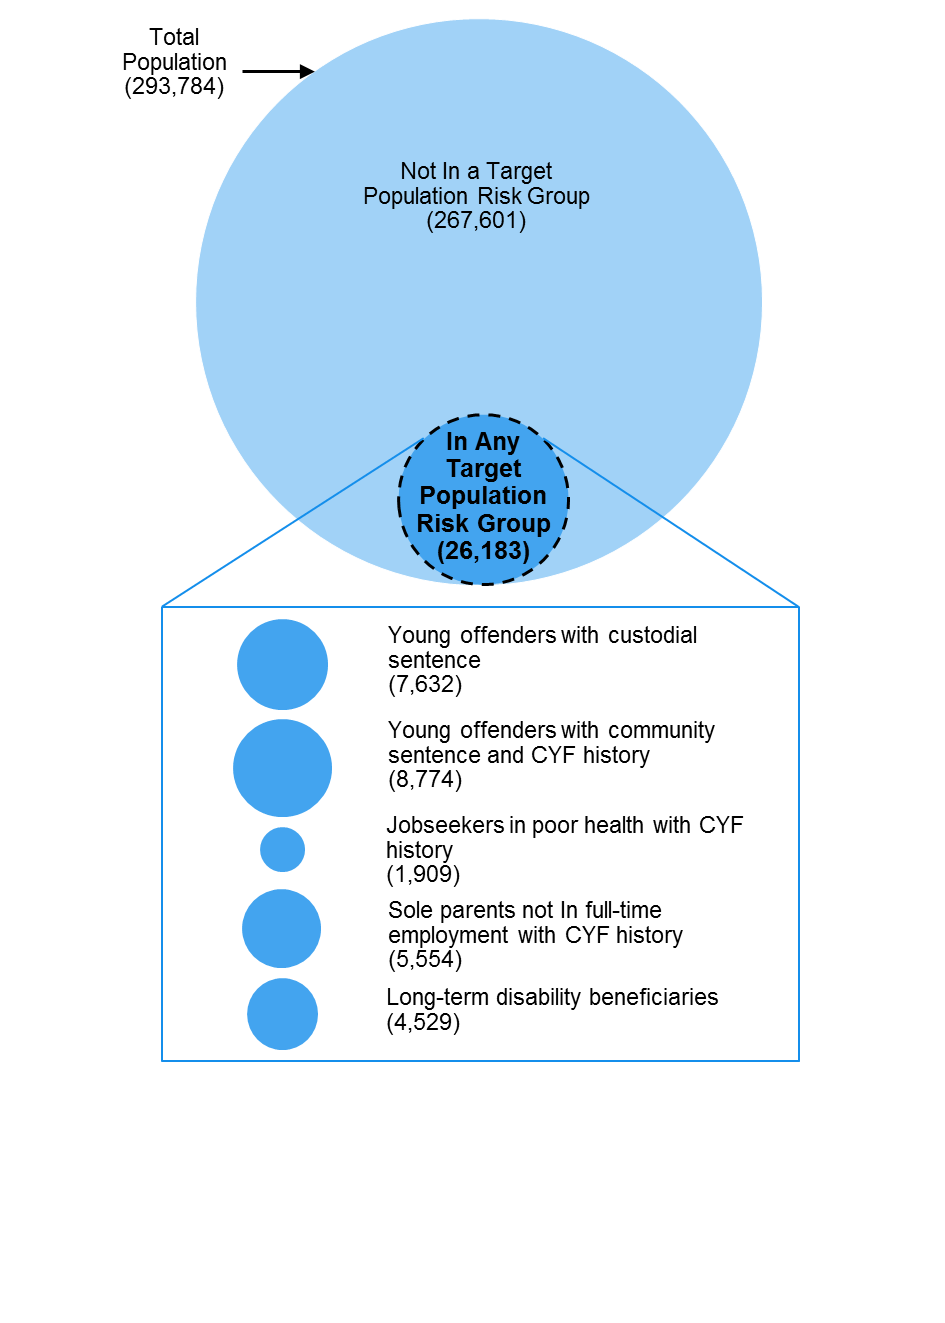 Total
Population
(293,784)
Not In a Target
Population Risk Group
(267,601)
In Any
Target
Population
Risk Group
(26,183)
Young offenders with custodial
sentence
(7,632)
Young offenders with community
sentence and CYF history
(8,774)
Jobseekers in poor health with CYF
history
(1,909)
Sole parents not In full-time
employment with CYF history
(5,554)
Long-term disability beneficiaries
(4,529)